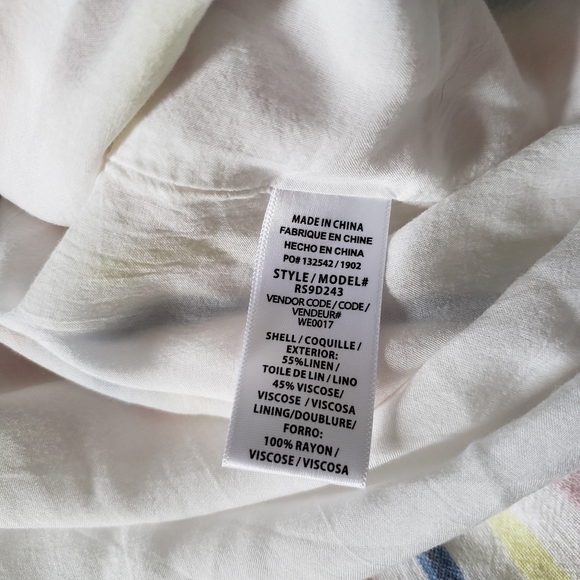 MADE IN CHINA
FABRIQUE EN CHINE
HECHO EN CHINA
PO# 132542 / 1902
STYLE / MODEL#
RS9D243
VENDOR CODE / CODE /
VENDEUR#
WE0017
SHELL / COQUILLE /
EXTERIOR:
55%LINEN /
TOILE DE LIN / LINO
45% VISCOSE/
VISCOSE / VISCOSA
LINING/DOUBLURE/
FORRO:
100% RAYON /
VISCOSE / VISCOSA